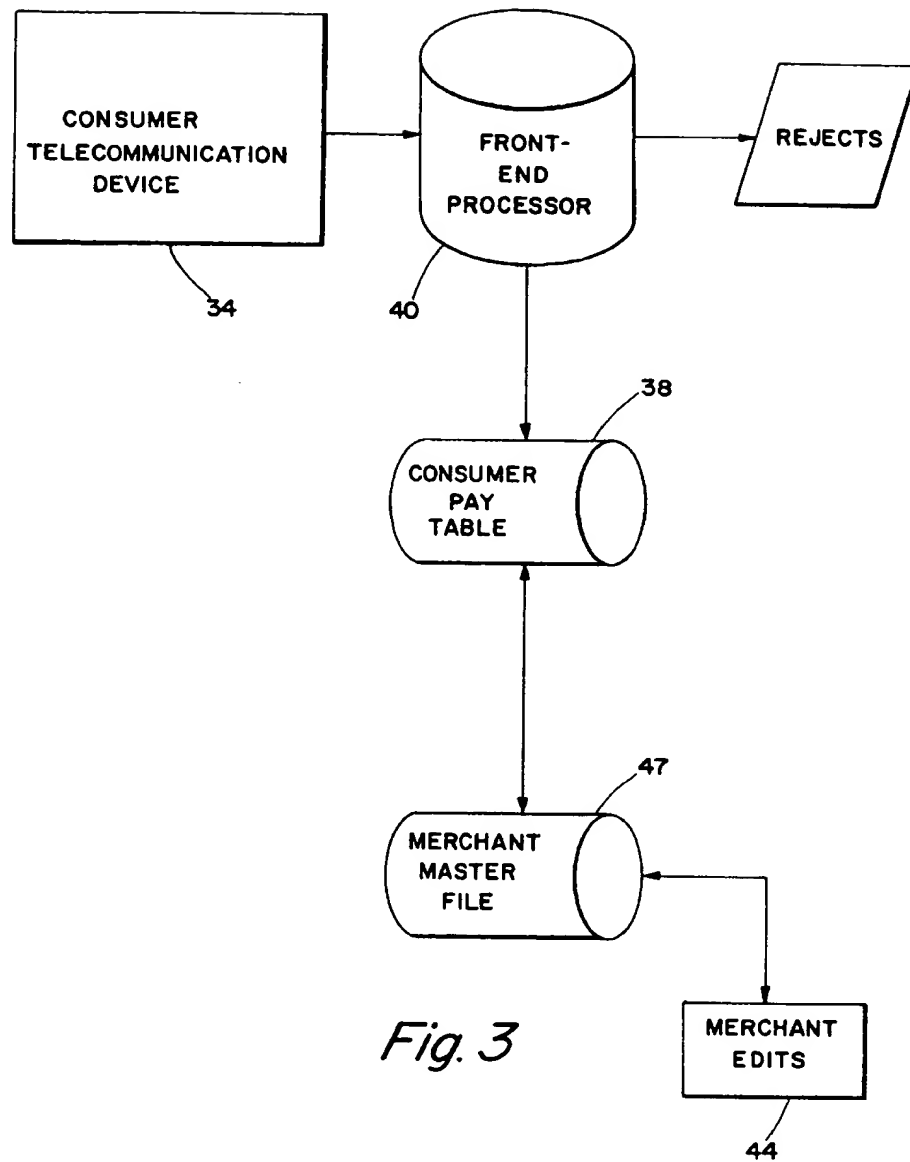 CONSUMER
TELECOMMUNICATION
DEVICE
34
FRONT-
END
PROCESSOR
40
REJECTS
38
CONSUMER
PAY
TABLE
47
MERCHANT
MASTER
FILE
MERCHANT
EDITS
44
Fig. 3